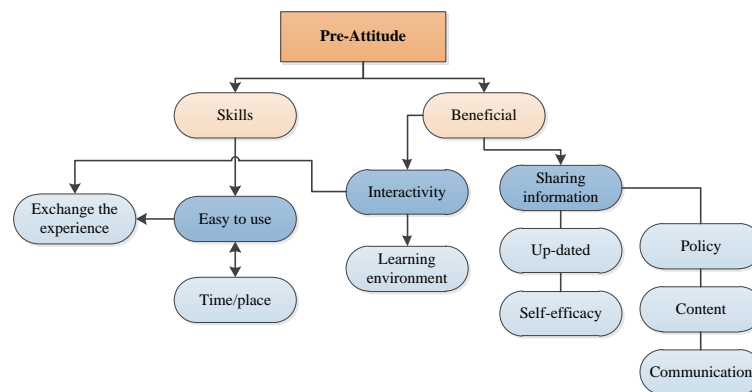 Pre-Attitude
Skills
Beneficial
Sharing
information
Interactivity
Exchange the
experience
Easy to use
Up-dated
Policy
Learning
environment
Time/place
Self-efficacy
Content
Communication